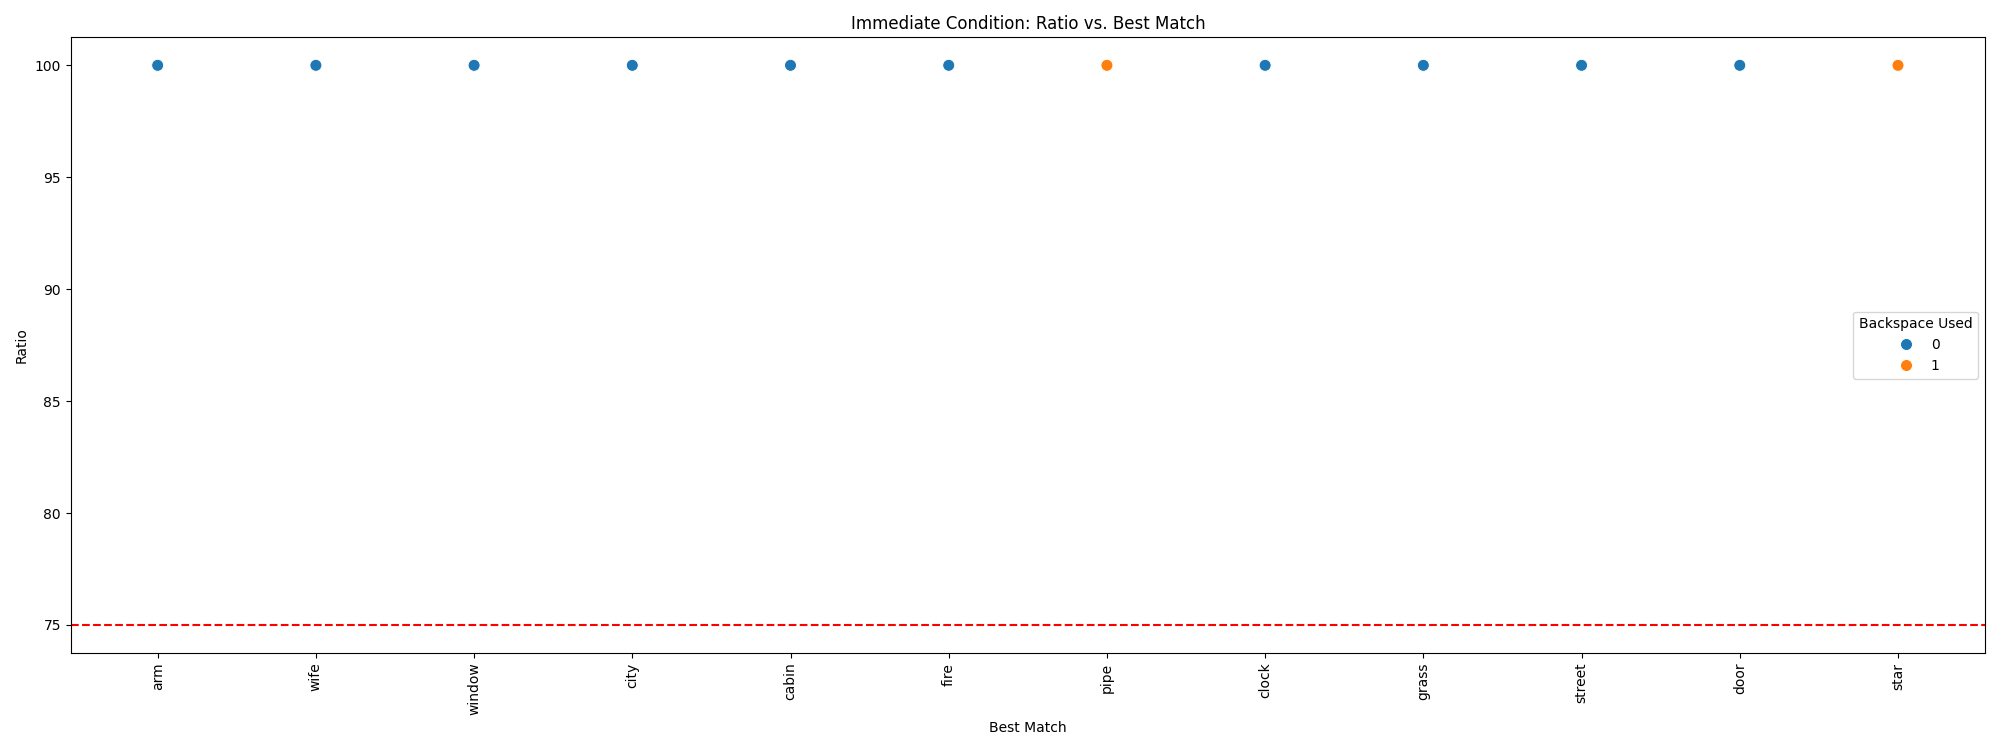 Immediate Condition: Ratio vs. Best Match
100
95
90
85
80
75
Ratio
Backspace Used
0
1
arm
wife
window
city
cabin
fire
pipe
clock
grass
street
door
star
Best Match